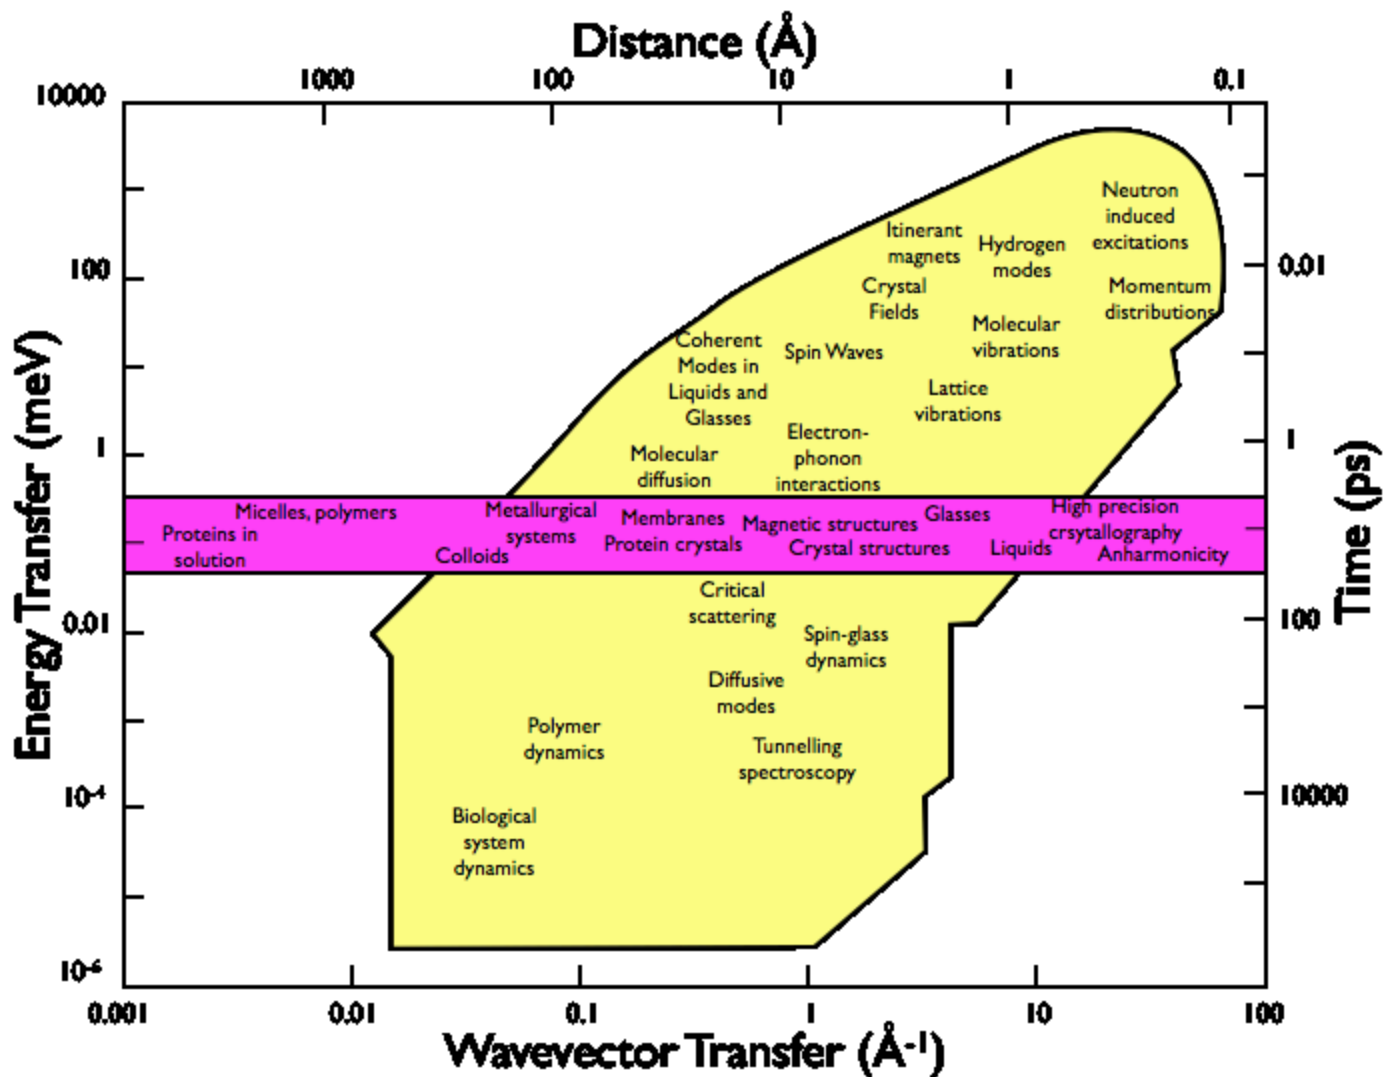 Distance (Å)
1000
100
10
1
0.1
10000
100
1
0.01
10-4
10-6
Energy Transfer (meV)
Neutron
induced
excitations
Itinerant
magnets
Hydrogen
modes
Crystal
Fields
Momentum
distributions
Molecular
vibrations
Coherent
Modes in
Liquids and
Glasses
Spin Waves
Lattice
vibrations
Electron-
phonon
interactions
Molecular
diffusion
Micelles, polymers
Proteins in
solution
Metallurgical
systems
Colloids
Membranes
Protein crystals
Magnetic structures
Crystal structures
Glasses
Liquids
High precision
crsytallography
Anharmonicity
Critical
scattering
Spin-glass
dynamics
Diffusive
modes
Polymer
dynamics
Tunnelling
spectroscopy
Biological
system
dynamics
0.01
1
100
10000
Time (ps)
0.001
0.01
0.1
1
10
100
Wavevector Transfer (Å-1)